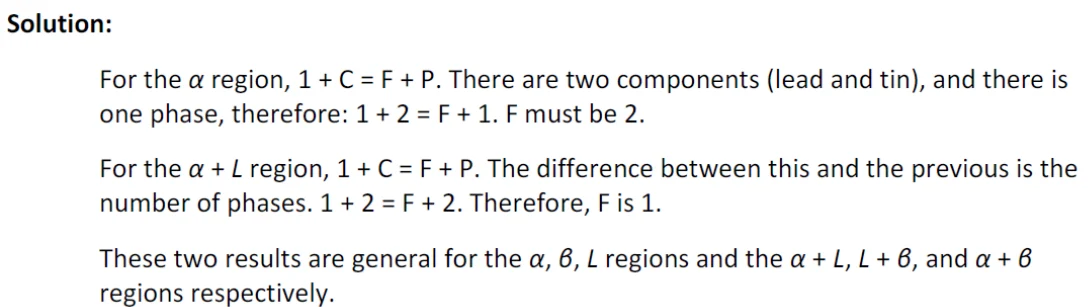 Solution:
For the α region, 1 + C = F + P. There are two components (lead and tin), and there is
one phase, therefore: 1 + 2 = F + 1. F must be 2.
For the α + L region, 1 + C = F + P. The difference between this and the previous is the
number of phases. 1 + 2 = F + 2. Therefore, F is 1.
These two results are general for the α, β, L regions and the α + L, L + β, and α + β
regions respectively.